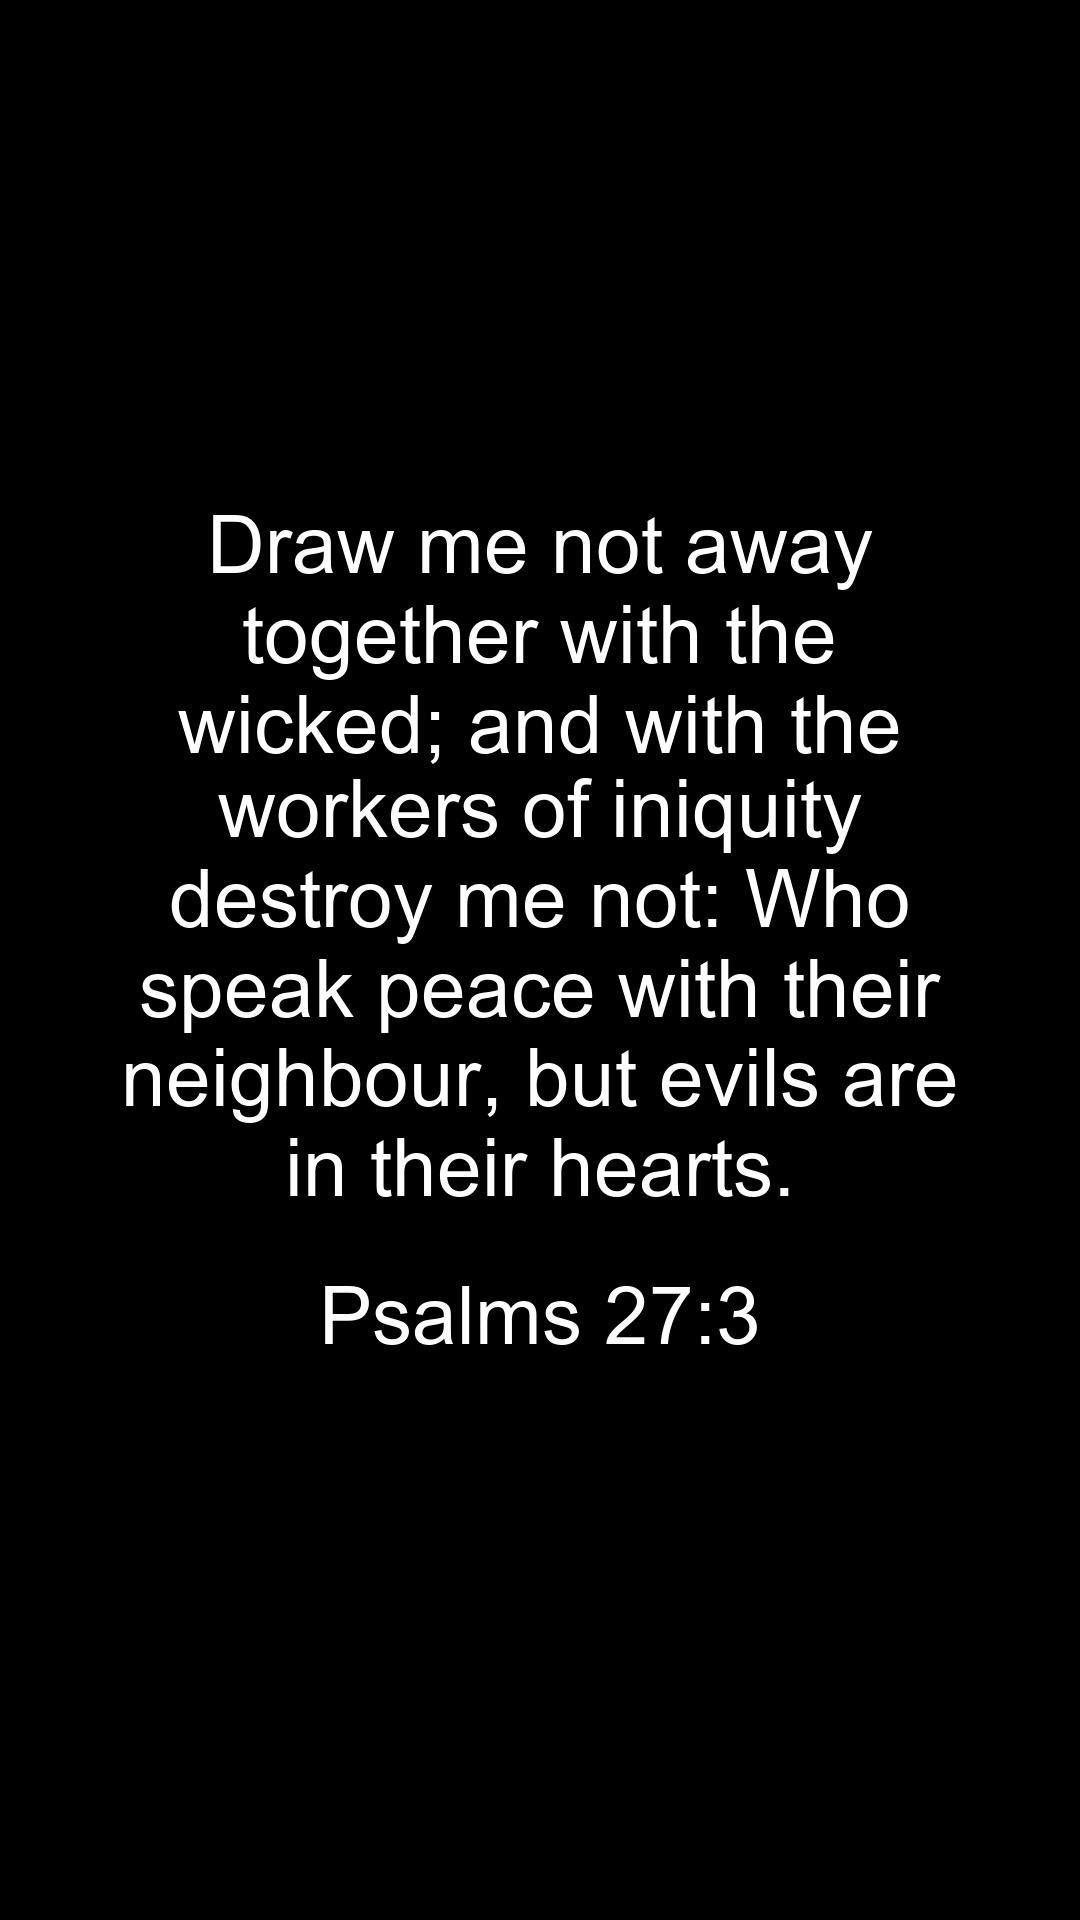 Draw me not away
together with the
wicked; and with the
workers of iniquity
destroy me not: Who
speak peace with their
neighbour, but evils are
in their hearts.
Psalms 27:3